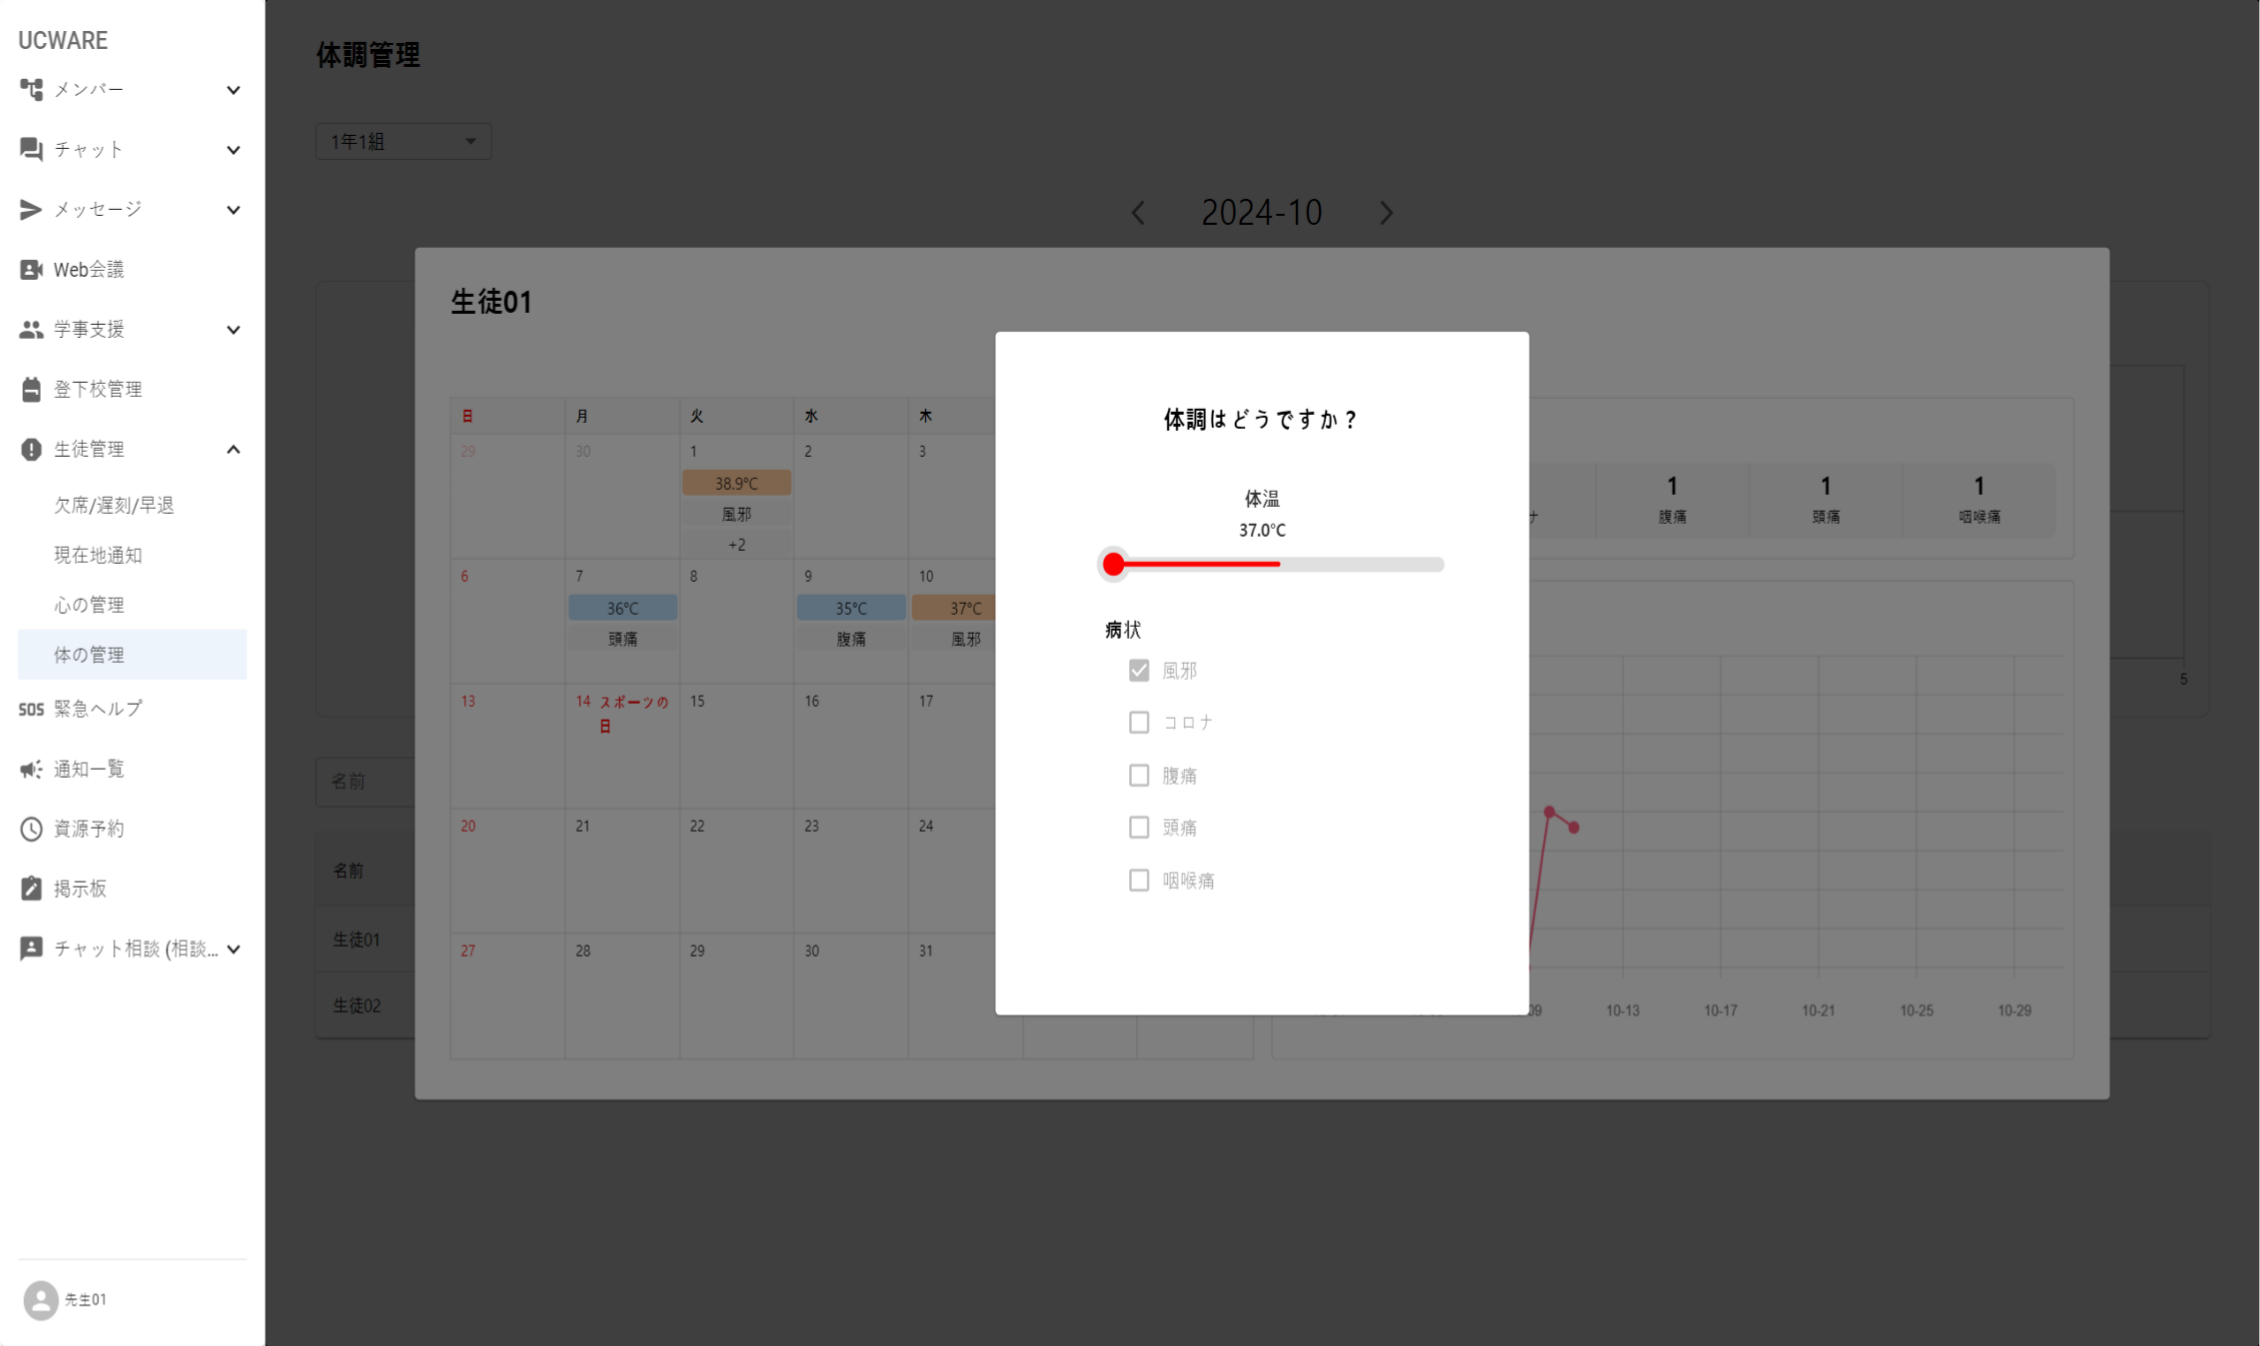 UCWARE
メンバー
チャット
メッセージ
Web会議
学事支援
登下校管理
生徒管理
欠席/遅刻/早退
現在地通知
心の管理
体の管理
SOS 緊急ヘルプ
通知一覧
資源予約
掲示板
チャット相談 (相談...
先生01
体調管理
1年1組
2024-10
名前
名前
生徒01
生徒02
5
生徒01
日 月 火 水 木
29 30 1 2 3
38.9°C
風邪
+2
6 7 8 9 10
36°C 35°C 37°C
頭痛 腹痛 風邪
13 14 スポーツの日 15 16 17
20 21 22 23 24
27 28 29 30 31
ナ
1 1 1
腹痛 頭痛 咽喉痛
09 10-13 10-17 10-21 10-25 10-29
体調はどうですか？
体温
37.0°C
病状
風邪
コロナ
腹痛
頭痛
咽喉痛